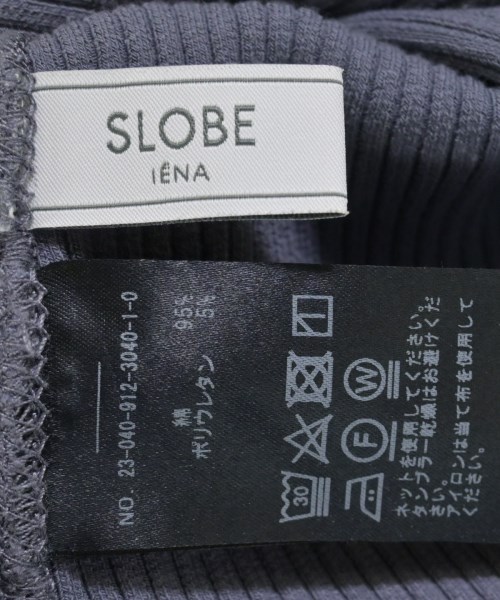 SLOBE
IÉNA
NO. 23-040-912-3040-1-0
綿 95%
ポリウレタン 5%
30
W
F
ネットを使用してください。
タンブラー乾燥はお避けくだ
さい。
アイロンは当て布を使用して
ください。